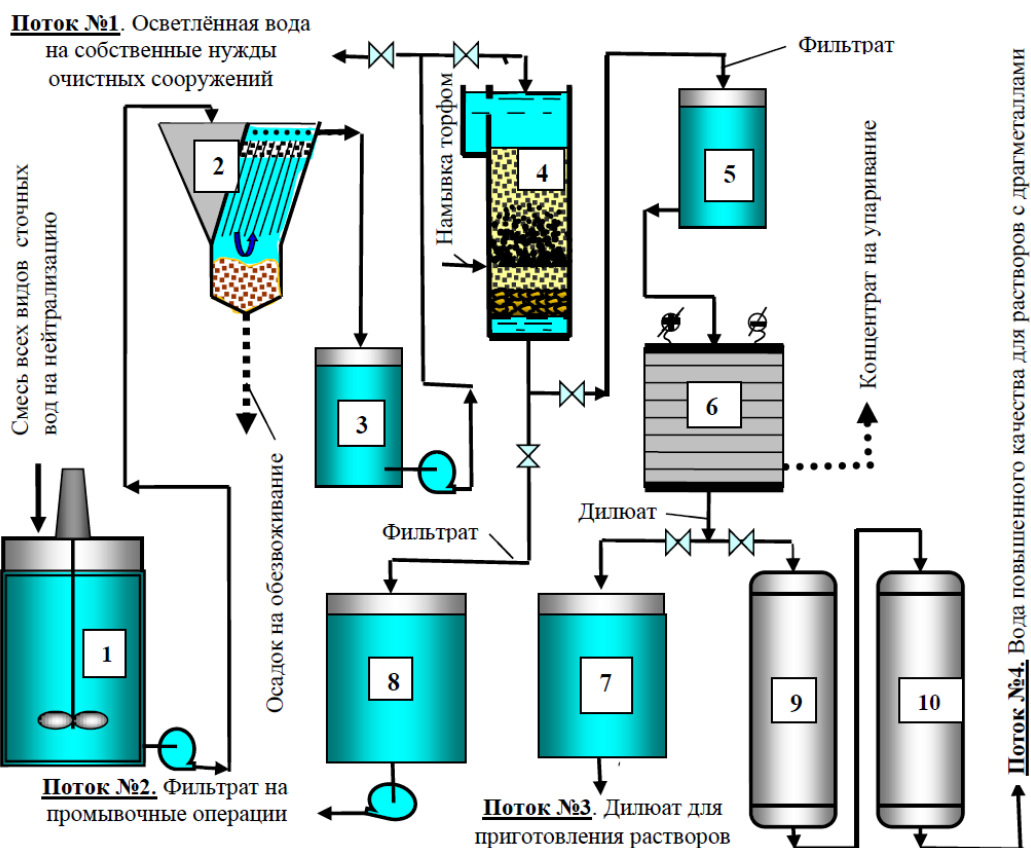 Поток №1. Осветлённая вода
на собственные нужды
очистных сооружений
Фильтрат
Намывка торфом
2
4
5
Концентрат на упаривание
Смесь всех видов сточных
вод на нейтрализацию
3
6
Осадок на обезвоживание
Фильтрат
Дилюат
1
8
7
9
10
Поток №2. Фильтрат на
промывочные операции
Поток №3. Дилюат для
приготовления растворов
Поток №4. Вода повышенного качества для растворов с драгметаллами